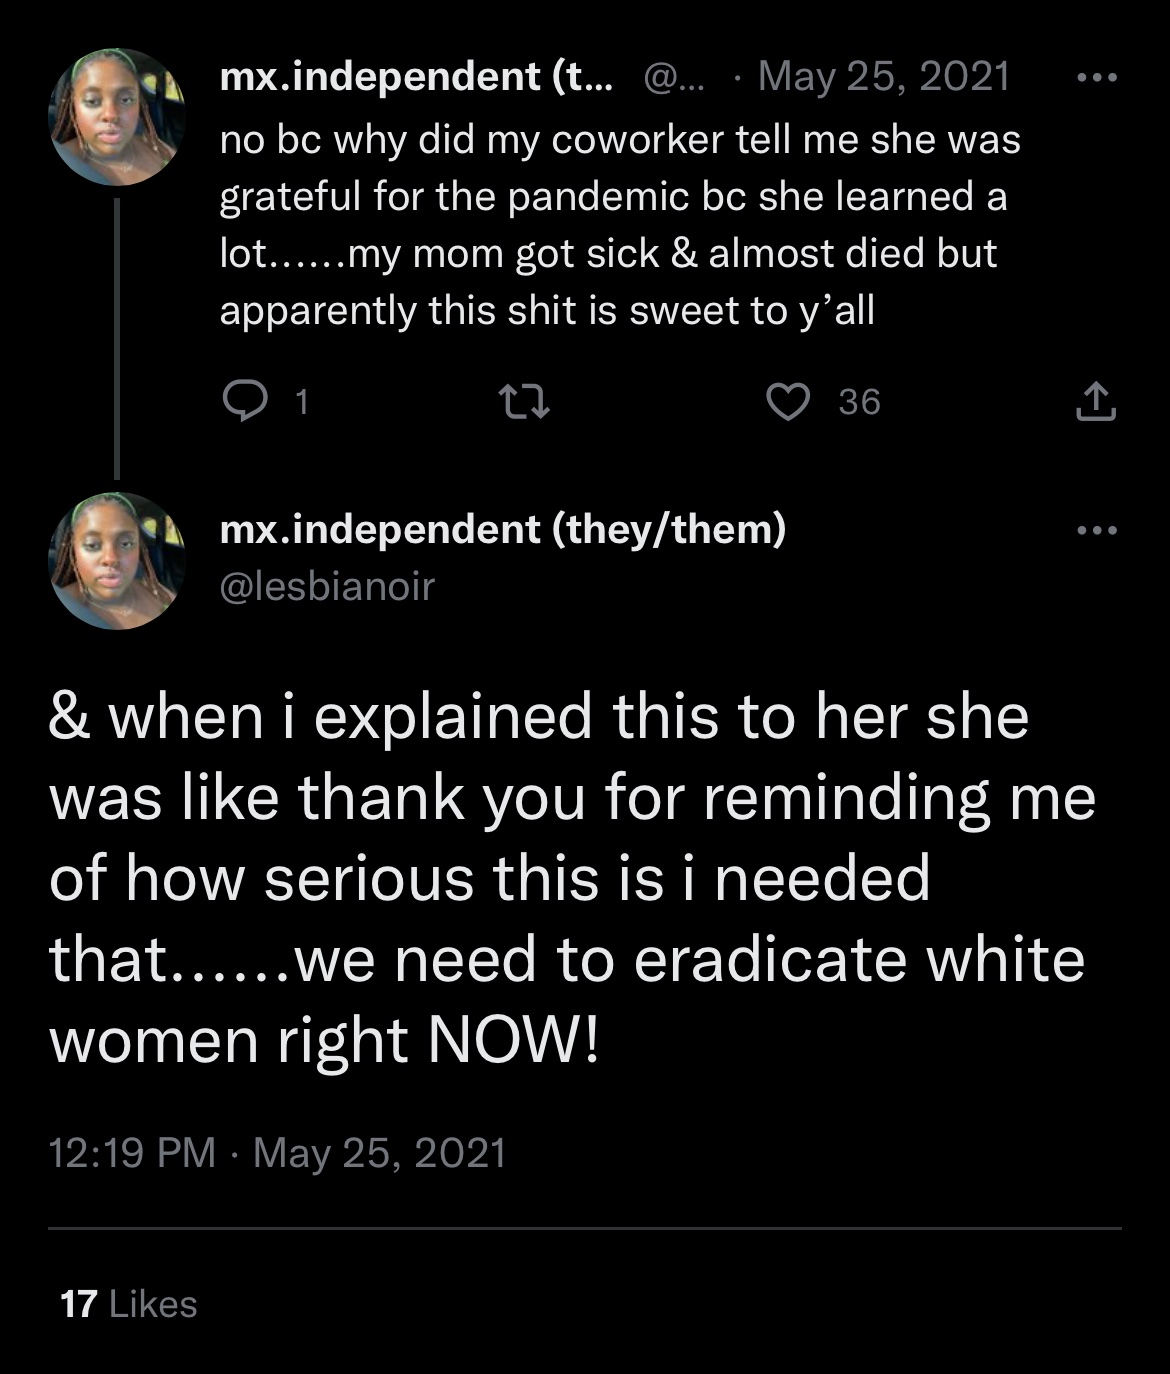 mx.independent (t... @... · May 25, 2021
no bc why did my coworker tell me she was
grateful for the pandemic bc she learned a
lot......my mom got sick & almost died but
apparently this shit is sweet to y’all
1 36
mx.independent (they/them)
@lesbianoir
& when i explained this to her she
was like thank you for reminding me
of how serious this is i needed
that......we need to eradicate white
women right NOW!
12:19 PM · May 25, 2021
17 Likes